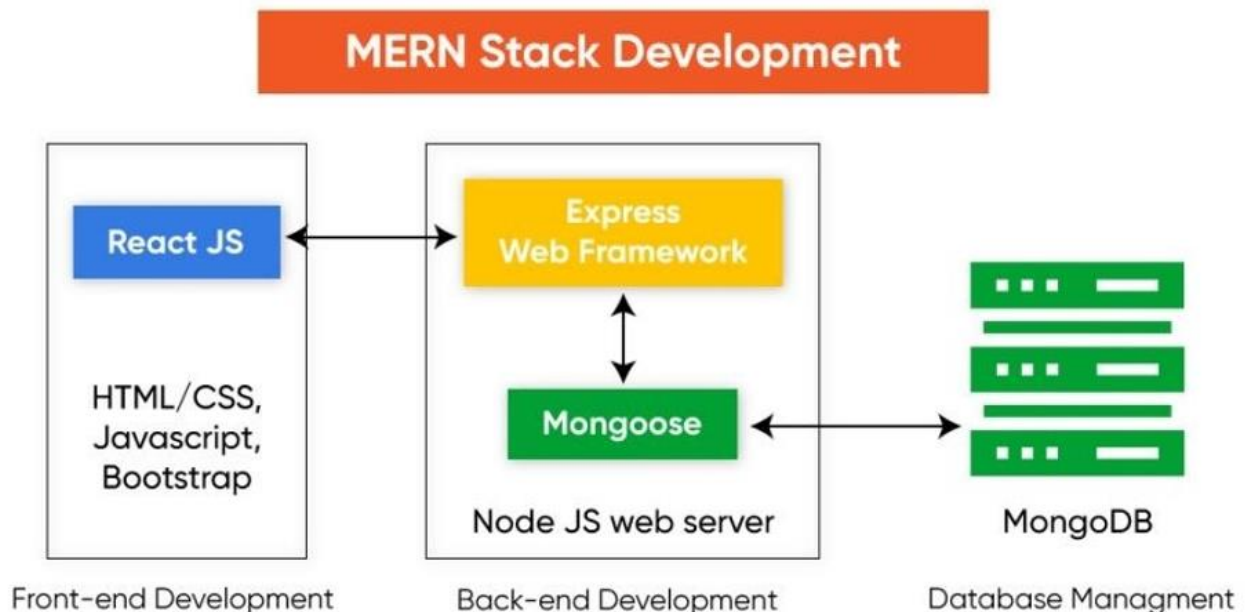 MERN Stack Development
React JS
HTML/CSS,
Javascript,
Bootstrap
Front-end Development
Express
Web Framework
Mongoose
Node JS web server
Back-end Development
MongoDB
Database Managment